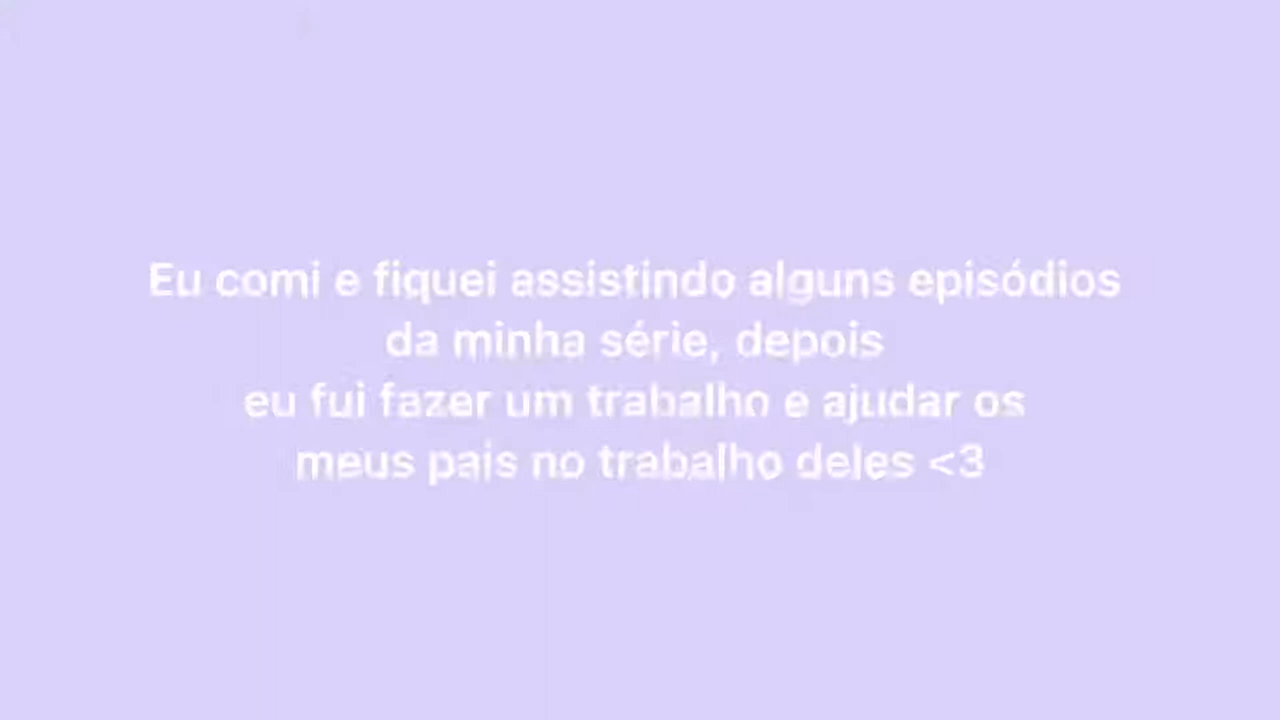 Eu comi e fiquei assistindo alguns episódios
da minha série, depois
eu fui fazer um trabalho e ajudar os
meus pais no trabalho deles <3